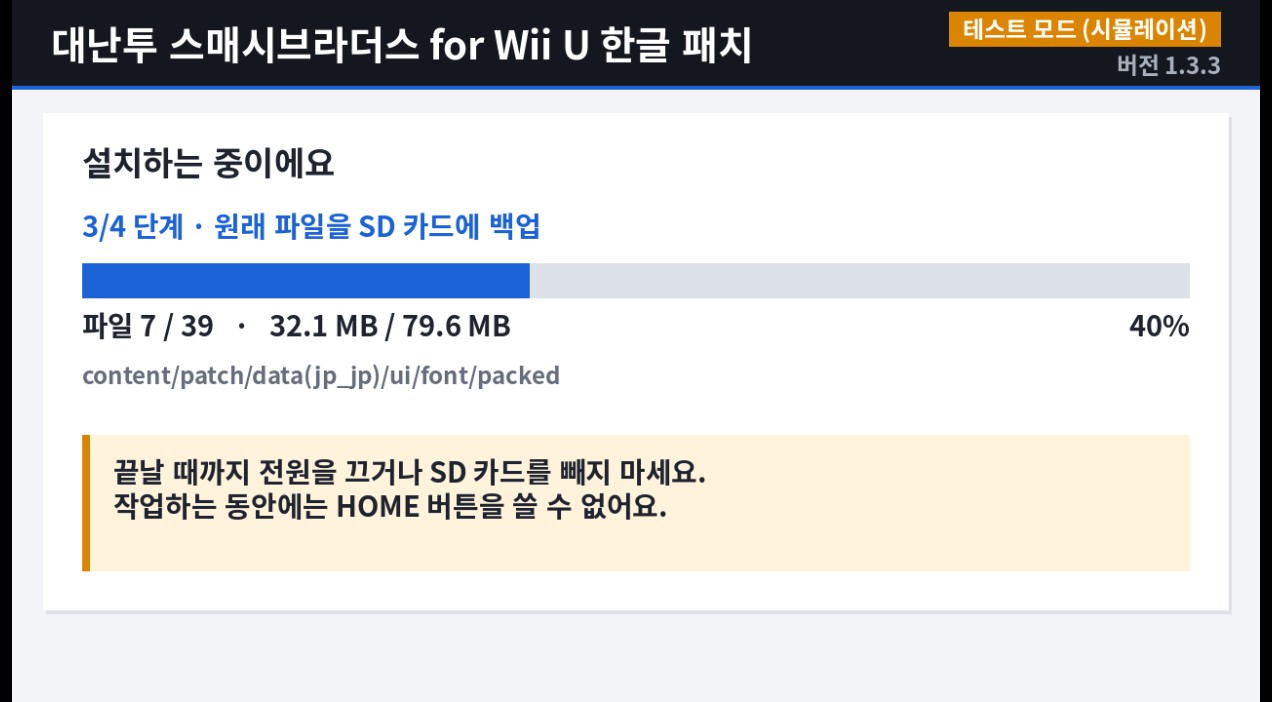 대난투 스매시브라더스 for Wii U 한글 패치
테스트 모드 (시뮬레이션)
버전 1.3.3
설치하는 중이에요
3/4 단계 · 원래 파일을 SD 카드에 백업
파일 7 / 39 · 32.1 MB / 79.6 MB
40%
content/patch/data(jp_jp)/ui/font/packed
끝날 때까지 전원을 끄거나 SD 카드를 빼지 마세요.
작업하는 동안에는 HOME 버튼을 쓸 수 없어요.